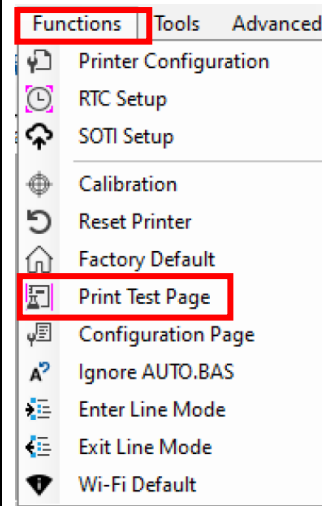 Functions Tools Advanced
Printer Configuration
RTC Setup
SOTI Setup
Calibration
Reset Printer
Factory Default
Print Test Page
Configuration Page
Ignore AUTO.BAS
Enter Line Mode
Exit Line Mode
Wi-Fi Default